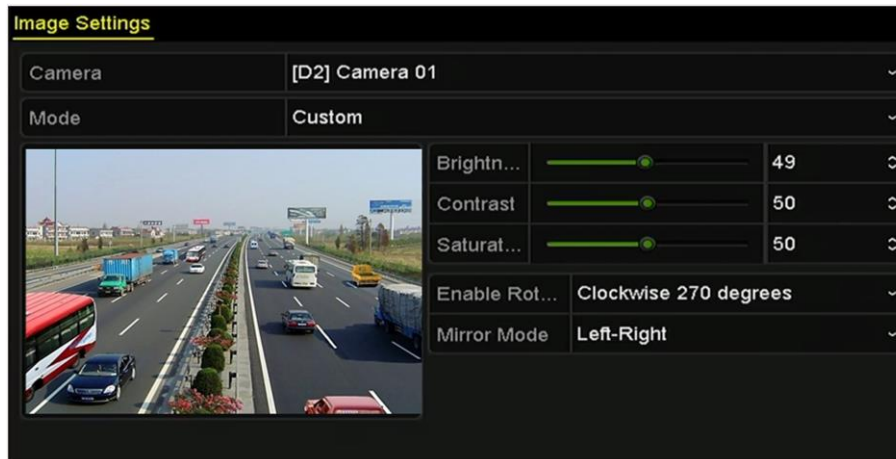 Image Settings
Camera [D2] Camera 01
Mode Custom
Brightn... 49
Contrast 50
Saturat... 50
Enable Rot... Clockwise 270 degrees
Mirror Mode Left-Right